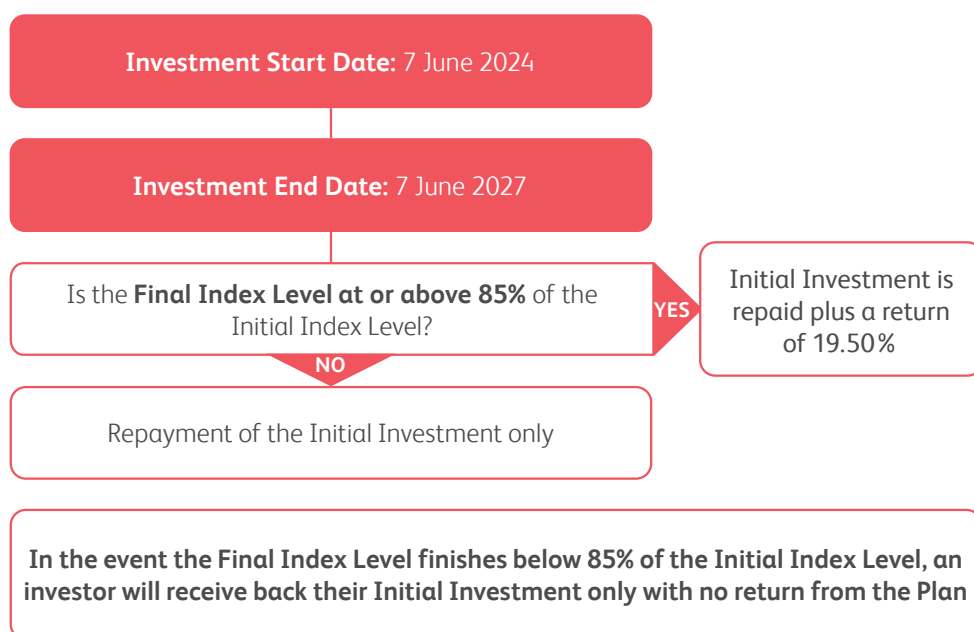 Investment Start Date: 7 June 2024
Investment End Date: 7 June 2027
Is the Final Index Level at or above 85% of the
Initial Index Level?
YES
Initial Investment is
repaid plus a return
of 19.50%
NO
Repayment of the Initial Investment only
In the event the Final Index Level finishes below 85% of the Initial Index Level, an
investor will receive back their Initial Investment only with no return from the Plan